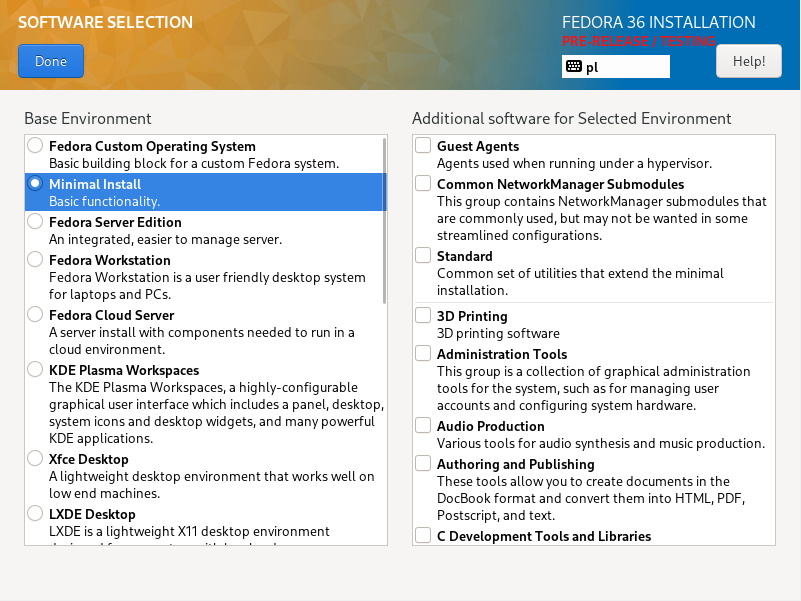 SOFTWARE SELECTION
Done
FEDORA 36 INSTALLATION
PRE-RELEASE / TESTING
pl
Help!
Base Environment
Fedora Custom Operating System
Basic building block for a custom Fedora system.
Minimal Install
Basic functionality.
Fedora Server Edition
An integrated, easier to manage server.
Fedora Workstation
Fedora Workstation is a user friendly desktop system
for laptops and PCs.
Fedora Cloud Server
A server install with components needed to run in a
cloud environment.
KDE Plasma Workspaces
The KDE Plasma Workspaces, a highly-configurable
graphical user interface which includes a panel, desktop,
system icons and desktop widgets, and many powerful
KDE applications.
Xfce Desktop
A lightweight desktop environment that works well on
low end machines.
LXDE Desktop
LXDE is a lightweight X11 desktop environment
Additional software for Selected Environment
Guest Agents
Agents used when running under a hypervisor.
Common NetworkManager Submodules
This group contains NetworkManager submodules that
are commonly used, but may not be wanted in some
streamlined configurations.
Standard
Common set of utilities that extend the minimal
installation.
3D Printing
3D printing software
Administration Tools
This group is a collection of graphical administration
tools for the system, such as for managing user
accounts and configuring system hardware.
Audio Production
Various tools for audio synthesis and music production.
Authoring and Publishing
These tools allow you to create documents in the
DocBook format and convert them into HTML, PDF,
Postscript, and text.
C Development Tools and Libraries